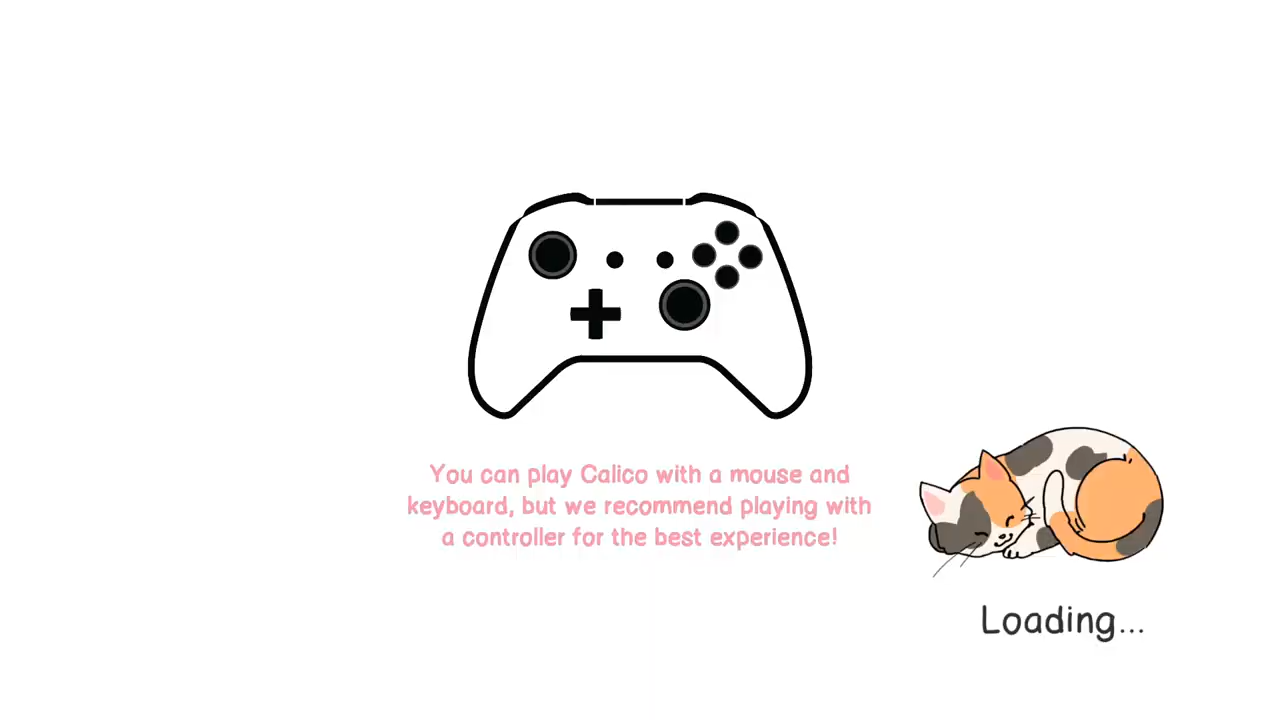 You can play Calico with a mouse and
keyboard, but we recommend playing with
a controller for the best experience!
Loading...